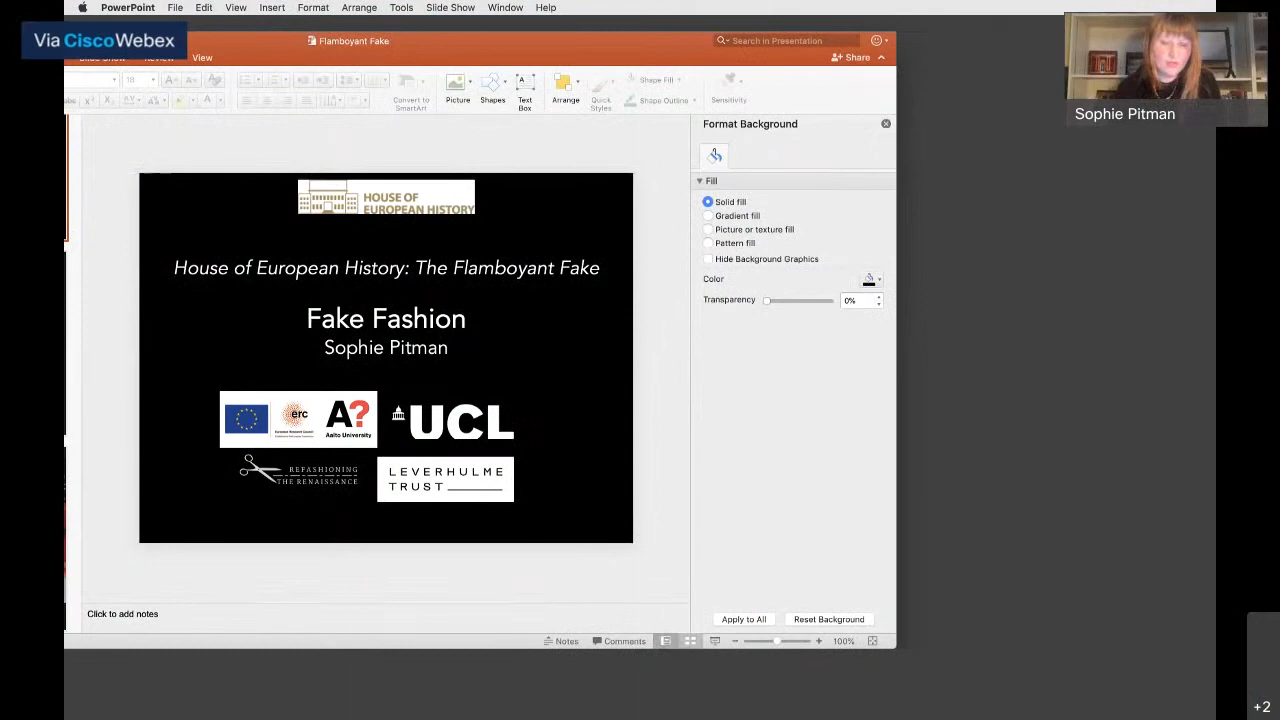 PowerPoint File Edit View Insert Format Arrange Tools Slide Show Window Help
Via CiscoWebex
Flamboyant Fake
Search in Presentation
View
Share
18
Convert to
SmartArt
Picture
Shapes
Text
Box
Arrange
Quick
Styles
Shape Fill
Shape Outline
Sensitivity
Sophie Pitman
Format Background
Fill
Solid fill
Gradient fill
Picture or texture fill
Pattern fill
Hide Background Graphics
Color
Transparency
0%
HOUSE OF
EUROPEAN HISTORY
House of European History: The Flamboyant Fake
Fake Fashion
Sophie Pitman
erc
A?
Aalto University
UCL
REFASHIONING
THE RENAISSANCE
LEVERHULME
TRUST
Click to add notes
Apply to All
Reset Background
Notes
Comments
100%
+2